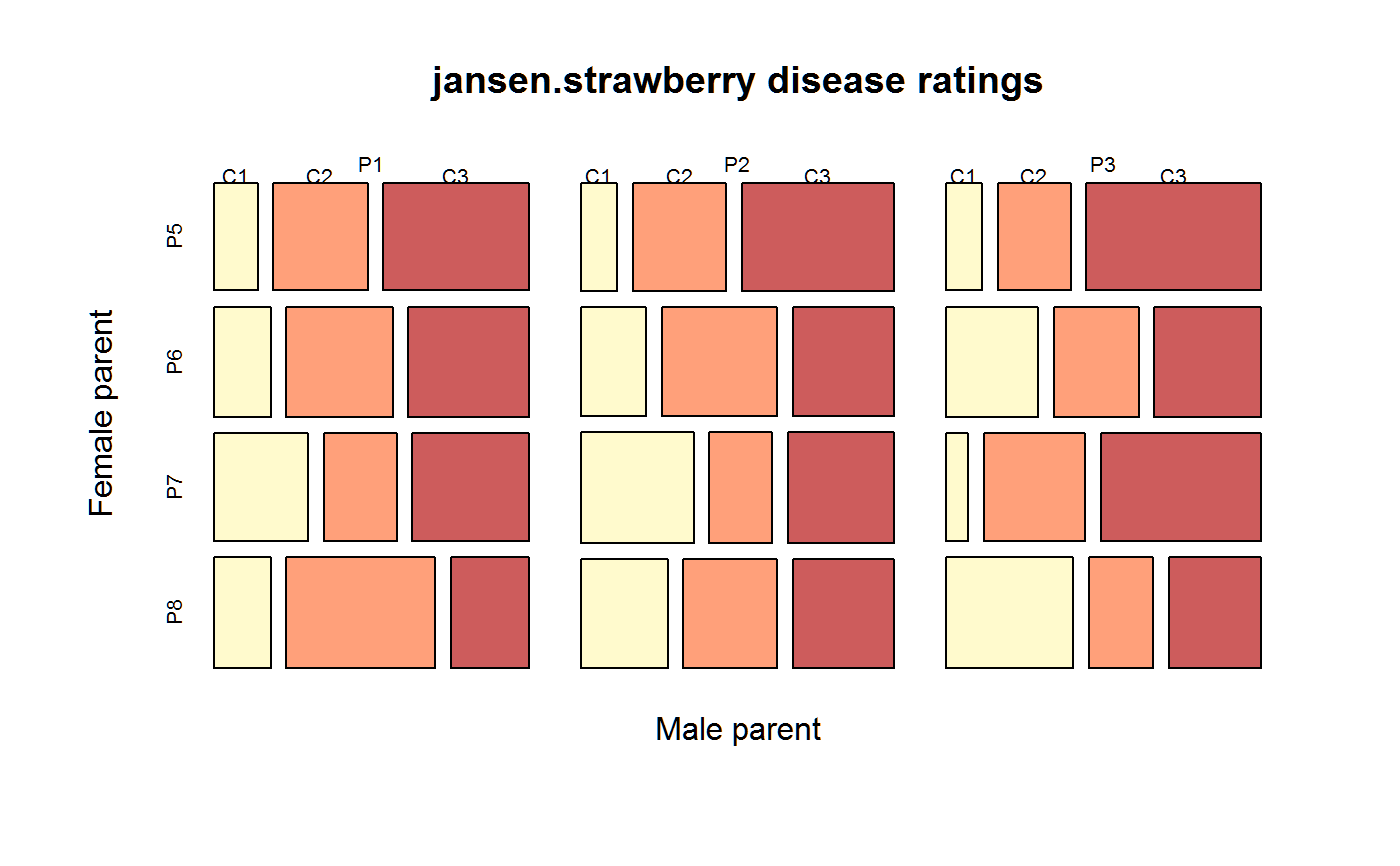 jansen.strawberry disease ratings
P1 P2 P3
C1 C2 C3 C1 C2 C3 C1 C2 C3
P5
P6
P7
P8
Female parent
Male parent